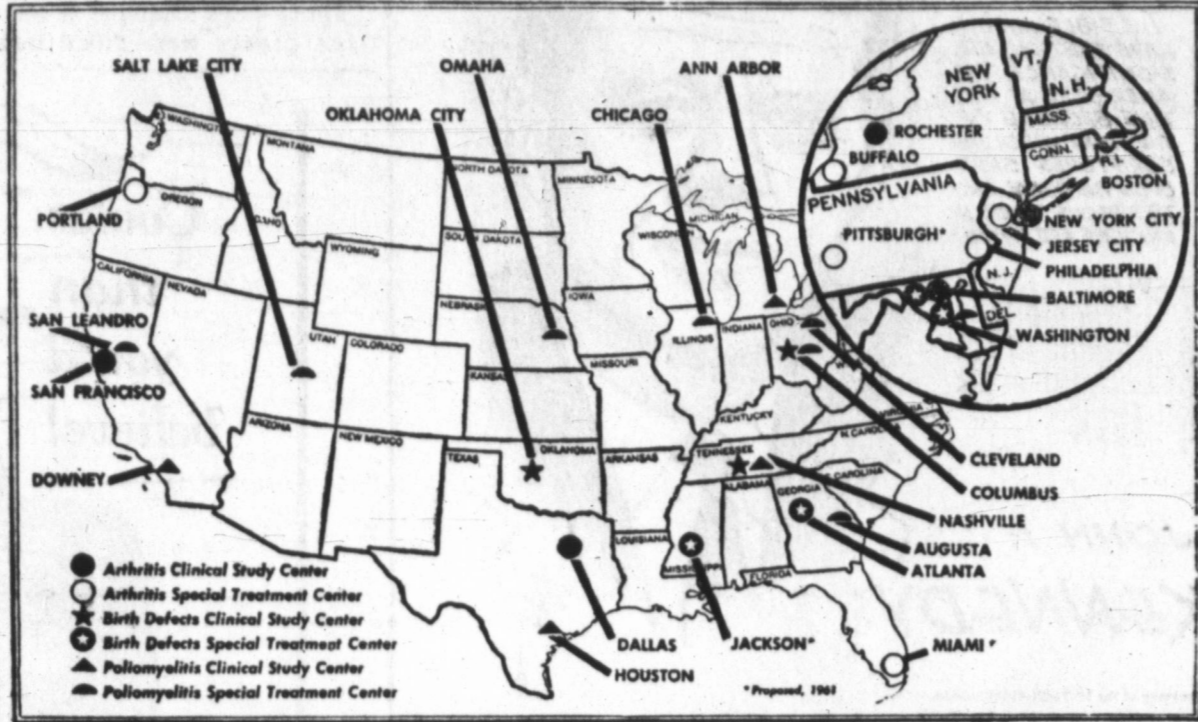 SALT LAKE CITY
OMAHA
ANN ARBOR
OKLAHOMA CITY
CHICAGO
NEW YORK
VT.
N. H.
MASS
CONN.
R.I.
ROCHESTER
BUFFALO
BOSTON
PENNSYLVANIA
NEW YORK CITY
JERSEY CITY
PITTSBURGH*
PHILADELPHIA
N. J.
BALTIMORE
DEL
WASHINGTON
WASHINGTON
MONTANA
NORTH DAKOTA
MINNESOTA
PORTLAND
OREGON
IDAHO
MICHIGAN
WISCONSIN
SOUTH DAKOTA
WYOMING
CALIFORNIA
NEVADA
NEBRASKA
IOWA
SAN LEANDRO
UTAH
COLORADO
ILLINOIS
INDIANA
OHIO
KANSAS
MISSOURI
SAN FRANCISCO
KENTUCKY
VIRGINIA
N. CAROLINA
ARIZONA
NEW MEXICO
TEXAS
OKLAHOMA
ARKANSAS
TENNESSEE
CLEVELAND
DOWNEY
ALABAMA
GEORGIA
CAROLINA
COLUMBUS
NASHVILLE
LOUISIANA
MISSISSIPPI
FLORIDA
AUGUSTA
ATLANTA
DALLAS
JACKSON*
MIAMI *
HOUSTON
Arthritis Clinical Study Center
Arthritis Special Treatment Center
Birth Defects Clinical Study Center
Birth Defects Special Treatment Center
Poliomyelitis Clinical Study Center
Poliomyelitis Special Treatment Center
*Proposed, 1961